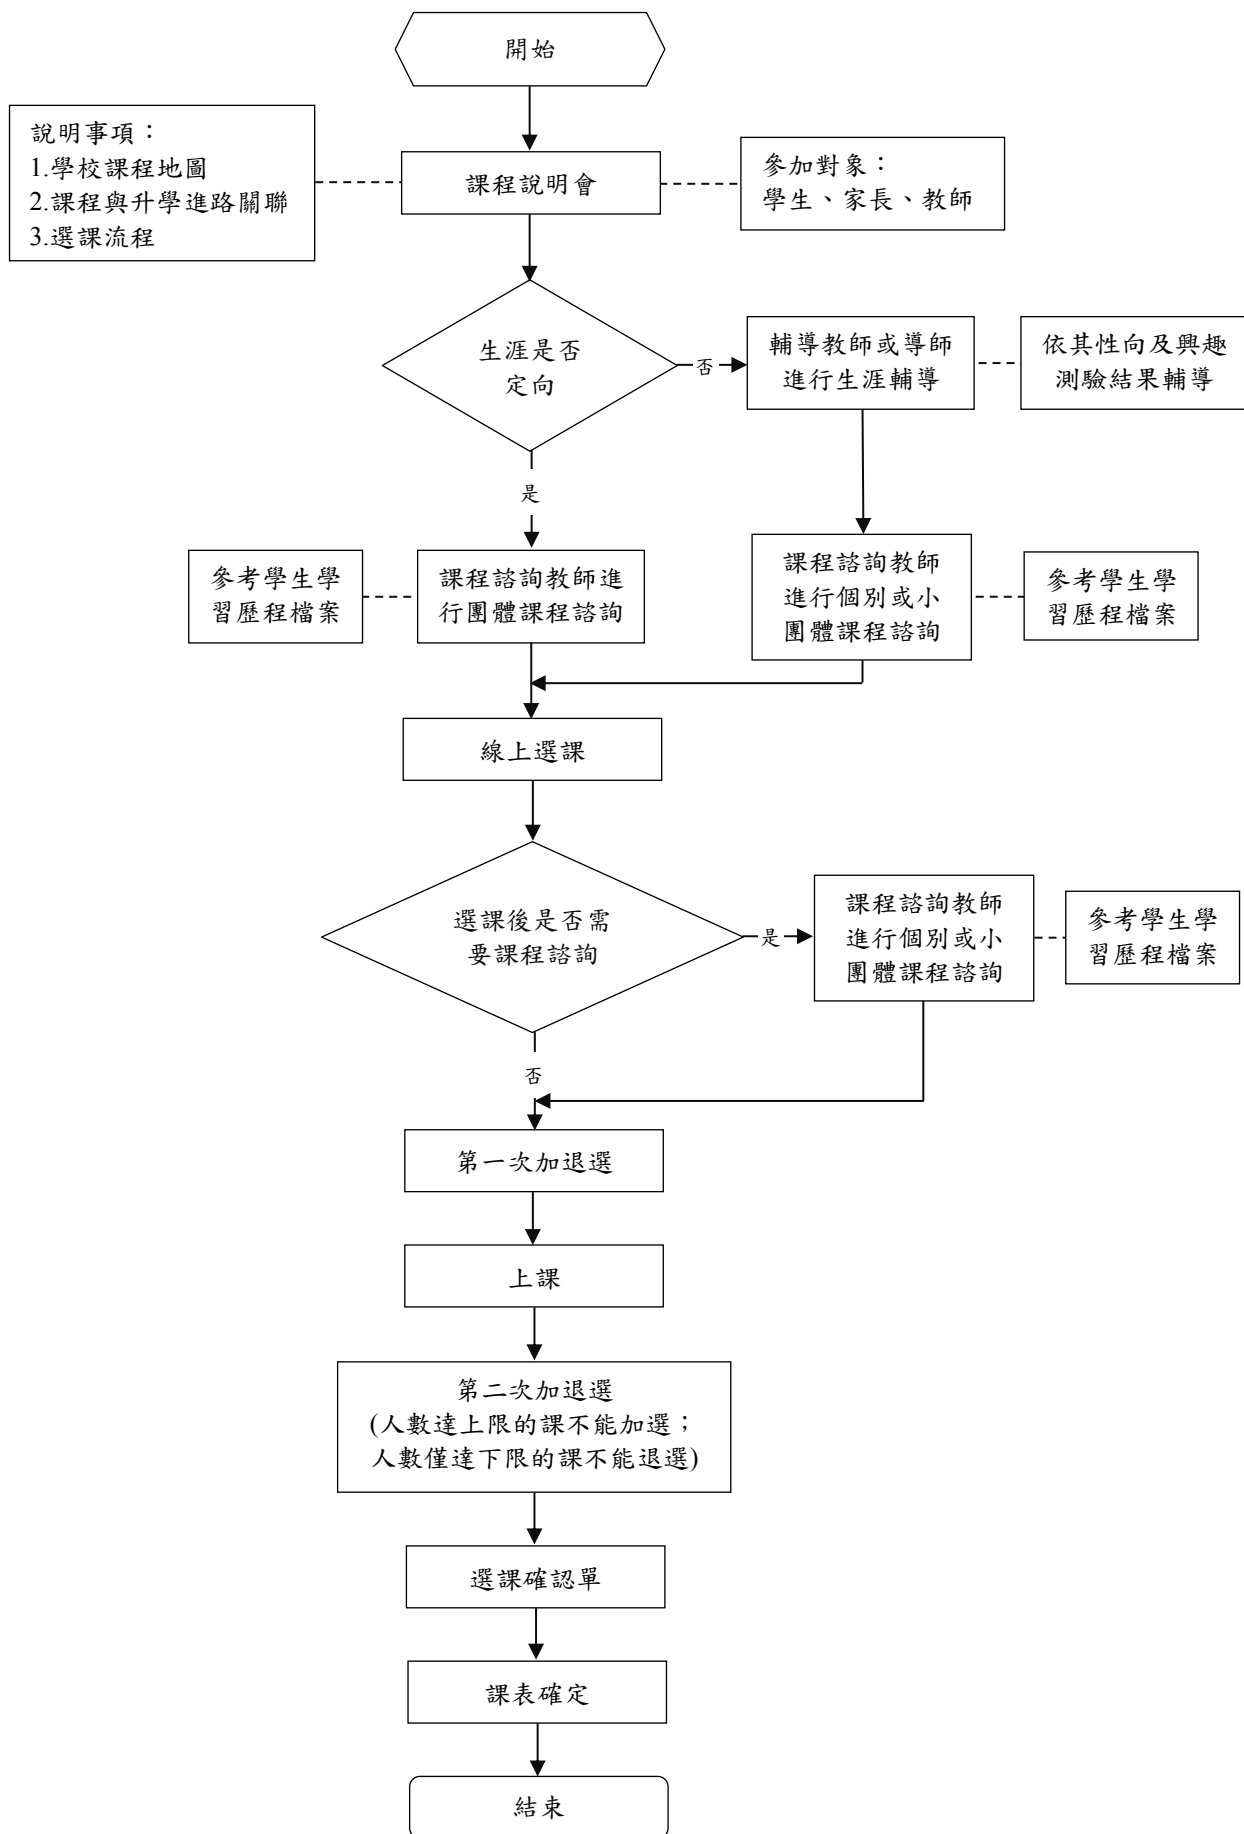 開始
說明事項：
1.學校課程地圖
2.課程與升學進路關聯
3.選課流程
課程說明會
參加對象：
學生、家長、教師
生涯是否
定向
否
輔導教師或導師
進行生涯輔導
依其性向及興趣
測驗結果輔導
是
參考學生學
習歷程檔案
課程諮詢教師進
行團體課程諮詢
課程諮詢教師
進行個別或小
團體課程諮詢
參考學生學
習歷程檔案
線上選課
選課後是否需
要課程諮詢
是
課程諮詢教師
進行個別或小
團體課程諮詢
參考學生學
習歷程檔案
否
第一次加退選
上課
第二次加退選
(人數達上限的課不能加選；
人數僅達下限的課不能退選)
選課確認單
課表確定
結束